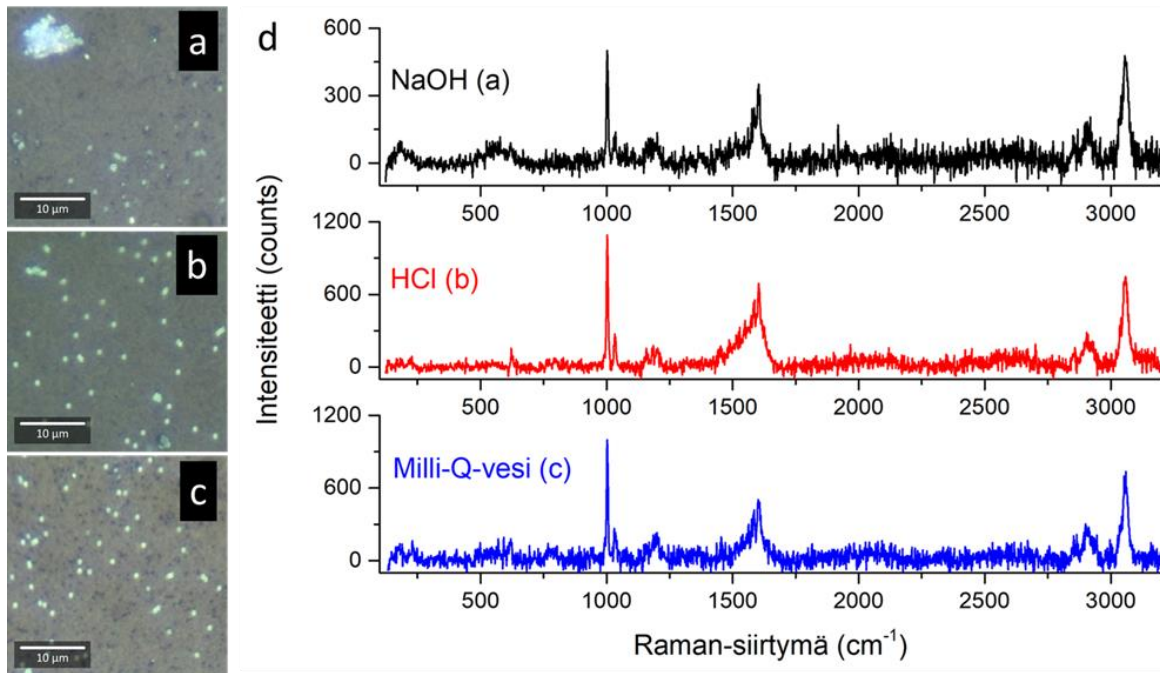 a
10 µm
b
10 µm
c
10 µm
d
Intensiteetti (counts)
600
300
0
NaOH (a)
500 1000 1500 2000 2500 3000
1200
600
0
HCl (b)
500 1000 1500 2000 2500 3000
1200
600
0
Milli-Q-vesi (c)
500 1000 1500 2000 2500 3000
Raman-siirtymä (cm⁻¹)